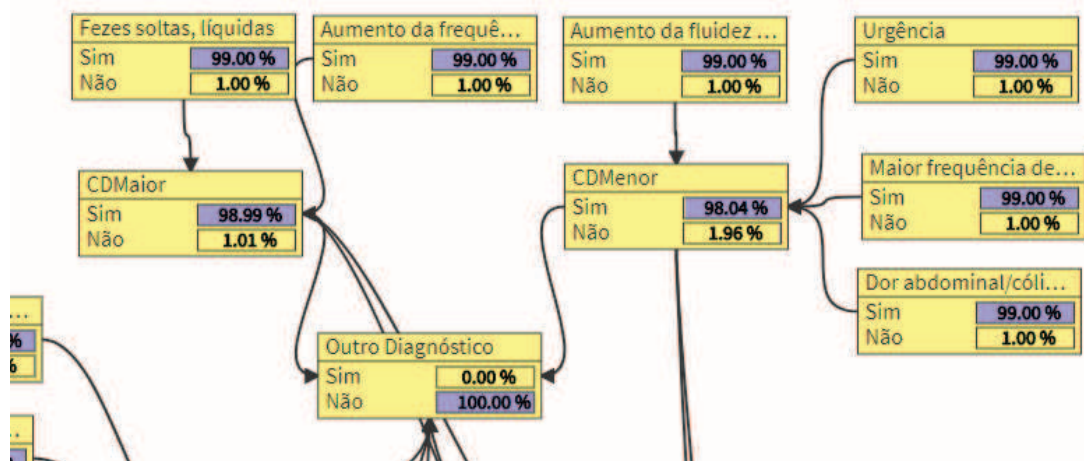 Fezes soltas, líquidas
Sim 99.00 %
Não 1.00 %
Aumento da frequê...
Sim 99.00 %
Não 1.00 %
Aumento da fluidez ...
Sim 99.00 %
Não 1.00 %
Urgência
Sim 99.00 %
Não 1.00 %
CDMaior
Sim 98.99 %
Não 1.01 %
CDMenor
Sim 98.04 %
Não 1.96 %
Maior frequência de...
Sim 99.00 %
Não 1.00 %
Dor abdominal/cóli...
Sim 99.00 %
Não 1.00 %
...
%
%
Outro Diagnóstico
Sim 0.00 %
Não 100.00 %